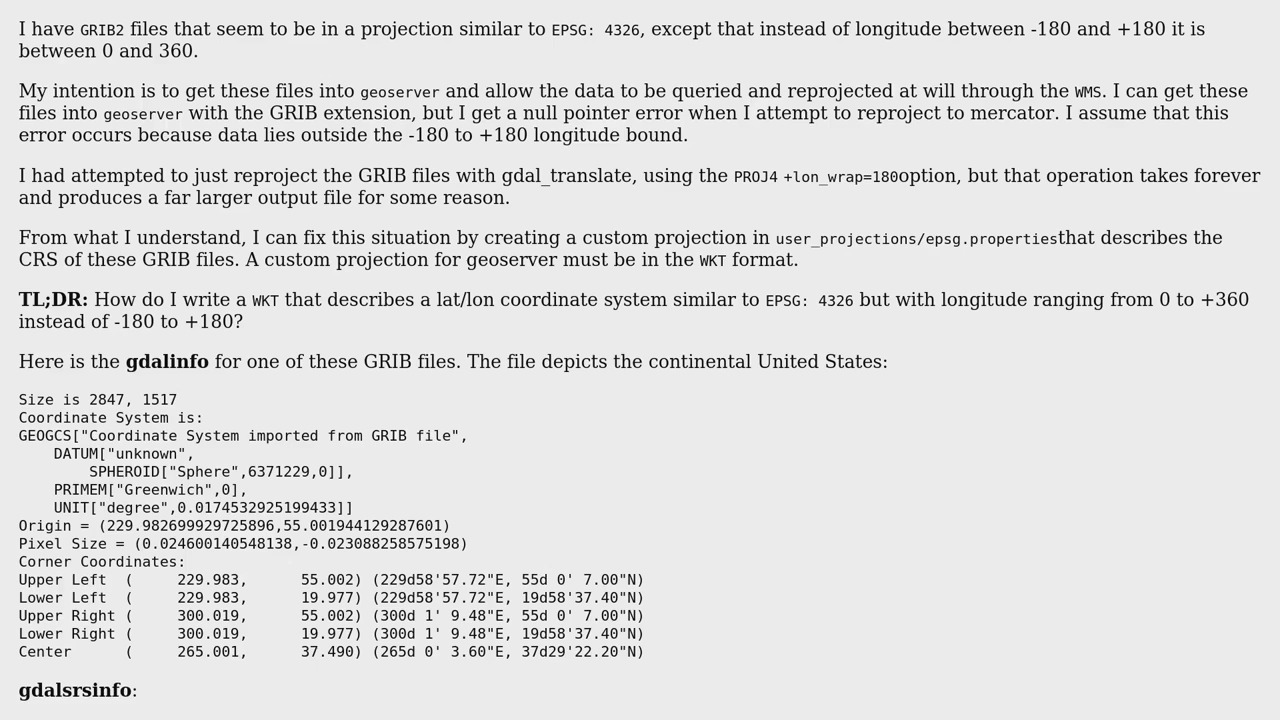 I have GRIB2 files that seem to be in a projection similar to EPSG: 4326, except that instead of longitude between -180 and +180 it is
between 0 and 360.
My intention is to get these files into geoserver and allow the data to be queried and reprojected at will through the WMS. I can get these
files into geoserver with the GRIB extension, but I get a null pointer error when I attempt to reproject to mercator. I assume that this
error occurs because data lies outside the -180 to +180 longitude bound.
I had attempted to just reproject the GRIB files with gdal_translate, using the PROJ4 +lon_wrap=180option, but that operation takes forever
and produces a far larger output file for some reason.
From what I understand, I can fix this situation by creating a custom projection in user_projections/epsg.propertiesthat describes the
CRS of these GRIB files. A custom projection for geoserver must be in the WKT format.
TL;DR: How do I write a WKT that describes a lat/lon coordinate system similar to EPSG: 4326 but with longitude ranging from 0 to +360
instead of -180 to +180?
Here is the gdalinfo for one of these GRIB files. The file depicts the continental United States:
Size is 2847, 1517
Coordinate System is:
GEOGCS["Coordinate System imported from GRIB file",
    DATUM["unknown",
        SPHEROID["Sphere",6371229,0]],
    PRIMEM["Greenwich",0],
    UNIT["degree",0.0174532925199433]]
Origin = (229.982699929725896,55.001944129287601)
Pixel Size = (0.024600140548138,-0.023088258575198)
Corner Coordinates:
Upper Left  (     229.983,      55.002) (229d58'57.72"E, 55d 0' 7.00"N)
Lower Left  (     229.983,      19.977) (229d58'57.72"E, 19d58'37.40"N)
Upper Right (     300.019,      55.002) (300d 1' 9.48"E, 55d 0' 7.00"N)
Lower Right (     300.019,      19.977) (300d 1' 9.48"E, 19d58'37.40"N)
Center      (     265.001,      37.490) (265d 0' 3.60"E, 37d29'22.20"N)
gdalsrsinfo: